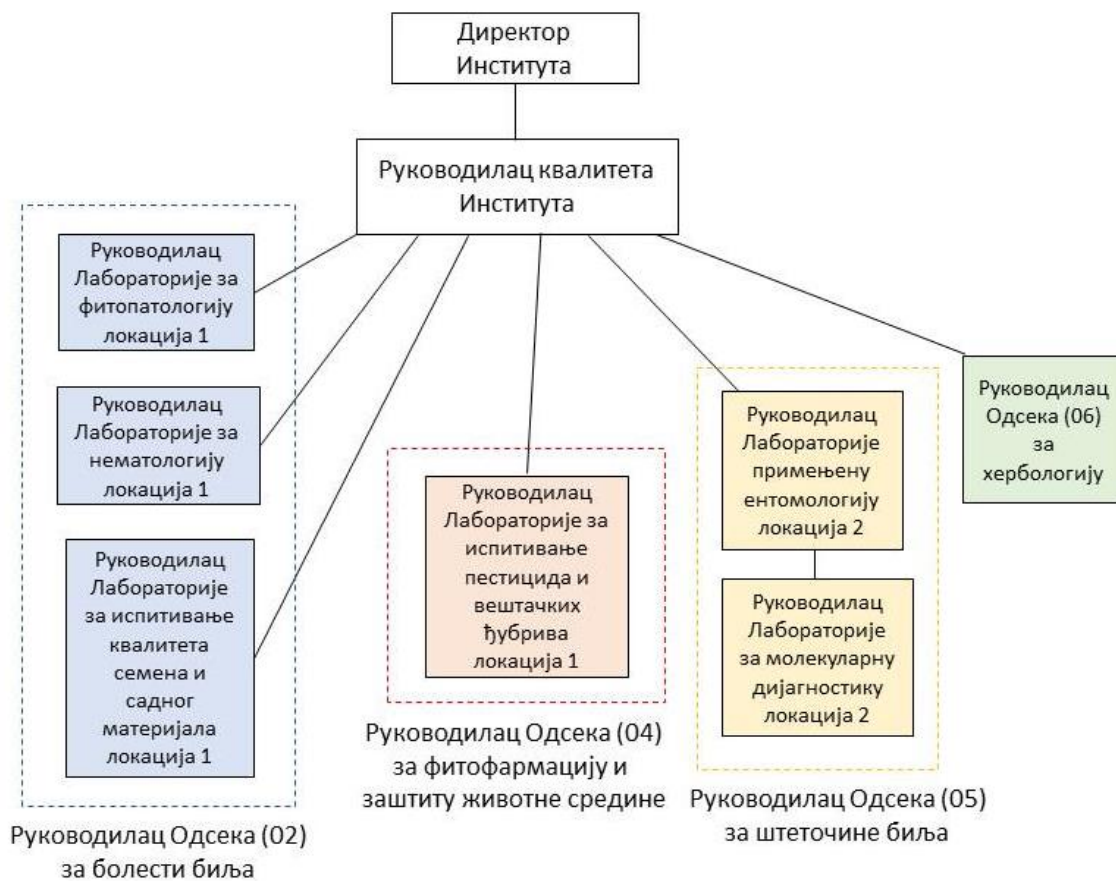 Директор
Института
Руководилац квалитета
Института
Руководилац
Лабораторије за
фитопатологију
локација 1
Руководилац
Лабораторије за
нематологију
локација 1
Руководилац
Лабораторије
за испитивање
квалитета
семена и
садног
материјала
локација 1
Руководилац Одсека (02)
за болести биља
Руководилац
Лабораторије за
испитивање
пестицида и
вештачких
ђубрива
локација 1
Руководилац Одсека (04)
за фитофармацију и
заштиту животне средине
Руководилац
Лабораторије
примењену
ентомологију
локација 2
Руководилац
Лабораторије
за молекуларну
дијагностику
локација 2
Руководилац Одсека (05)
за штеточине биља
Руководилац
Одсека (06)
за
хербологију